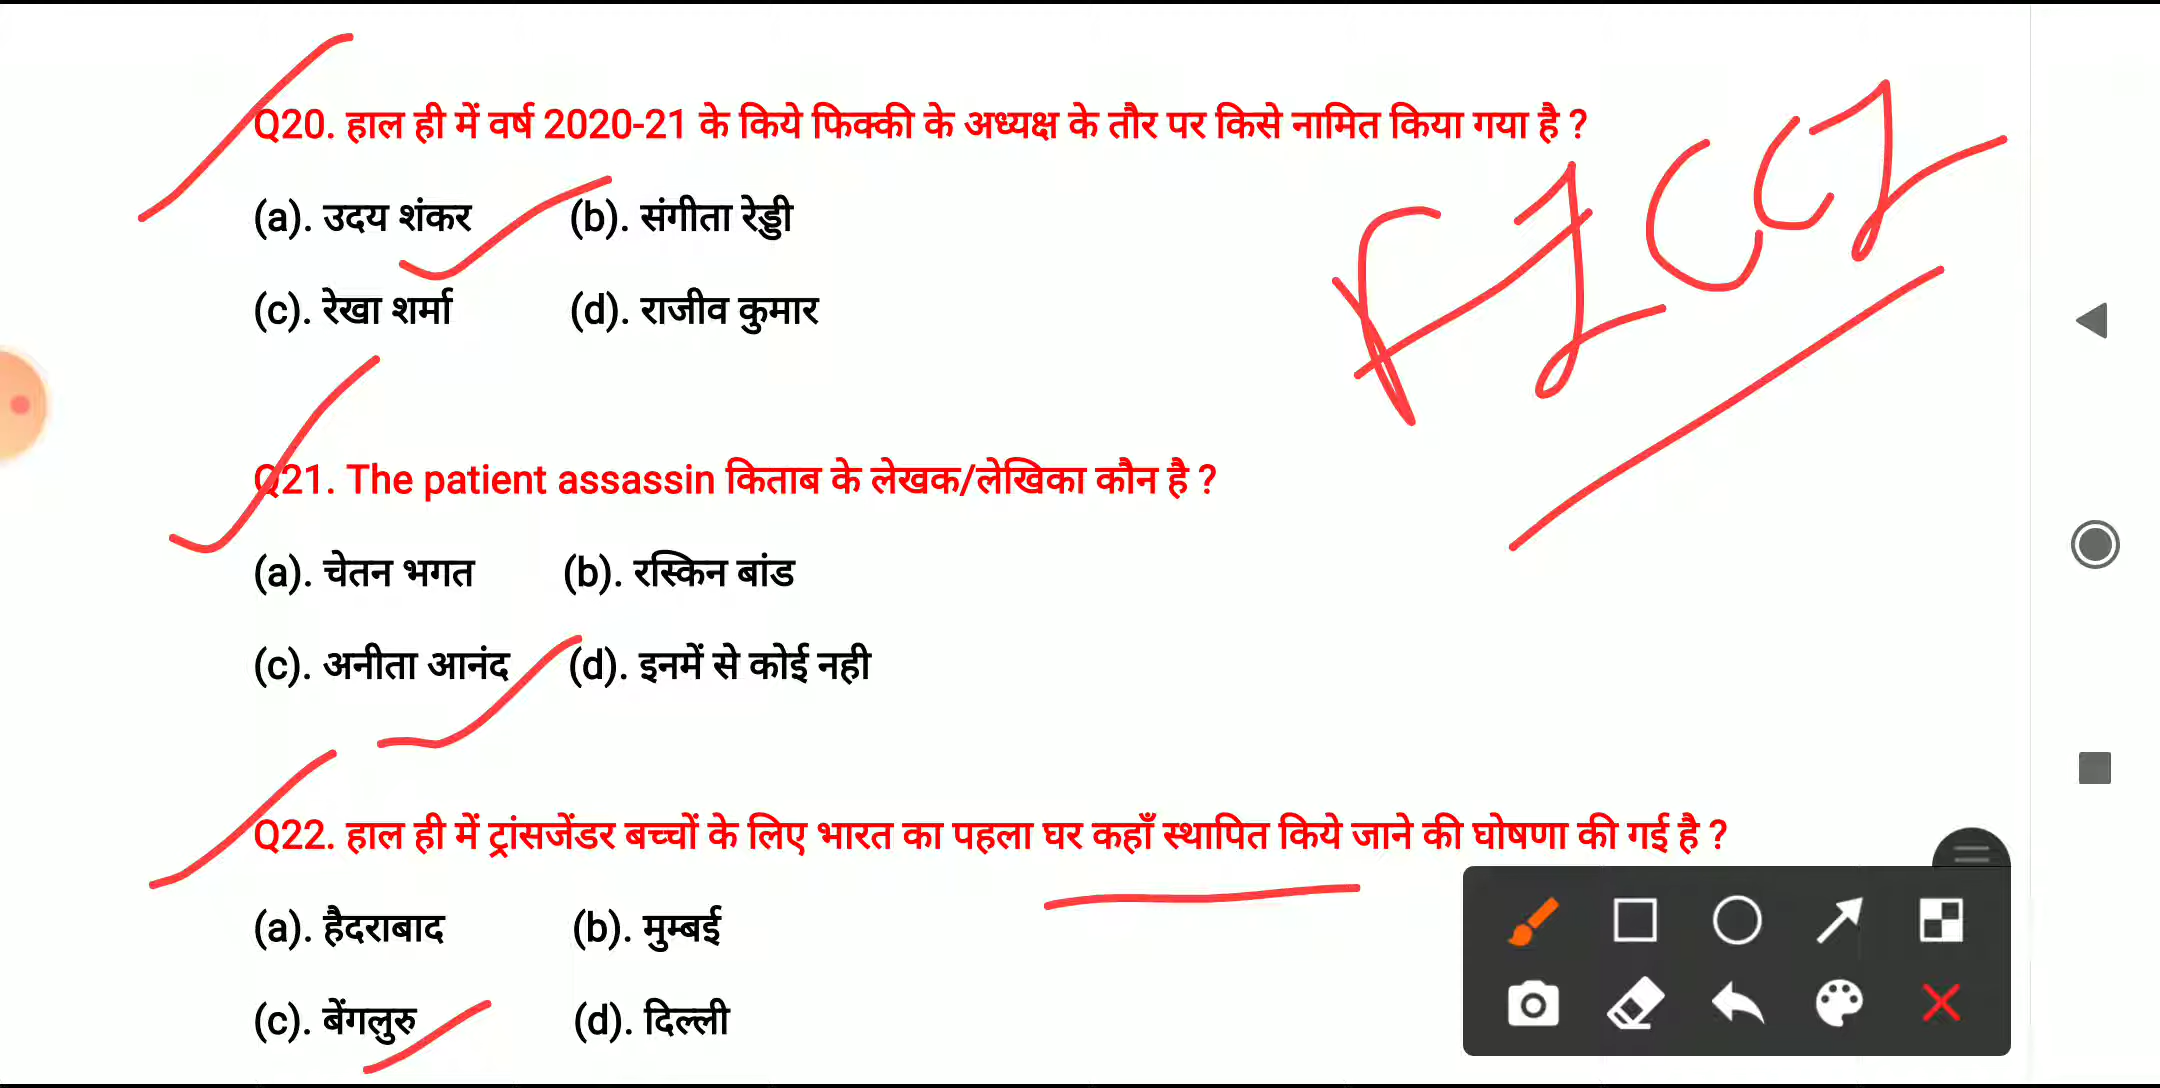 Q20. हाल ही में वर्ष 2020-21 के किये फिक्की के अध्यक्ष के तौर पर किसे नामित किया गया है ?
(a). उदय शंकर (b). संगीता रेड्डी
(c). रेखा शर्मा (d). राजीव कुमार
FICCI
Q21. The patient assassin किताब के लेखक/लेखिका कौन है ?
(a). चेतन भगत (b). रस्किन बांड
(c). अनीता आनंद (d). इनमें से कोई नही
Q22. हाल ही में ट्रांसजेंडर बच्चों के लिए भारत का पहला घर कहाँ स्थापित किये जाने की घोषणा की गई है ?
(a). हैदराबाद (b). मुम्बई
(c). बेंगलुरु (d). दिल्ली